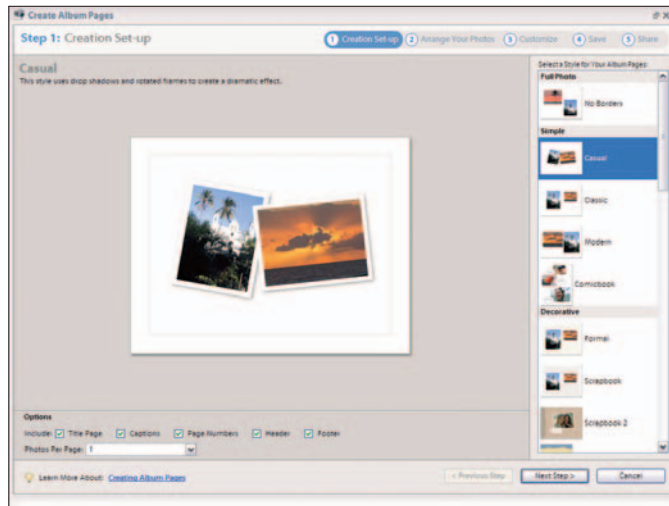 Create Album Pages
Step 1: Creation Set-up
1 Creation Set-up 2 Arrange Your Photos 3 Customize 4 Save 5 Share
Casual
This style uses drop shadows and rotated frames to create a dramatic effect.
Select a Style for Your Album Pages:
Full Photo
No Borders
Simple
Casual
Classic
Modern
Comicbook
Decorative
Formal
Scrapbook
Scrapbook 2
Options
Include: Title Page Captions Page Numbers Header Footer
Photos Per Page: 1
Learn More About: Creating Album Pages
< Previous Step Next Step > Cancel